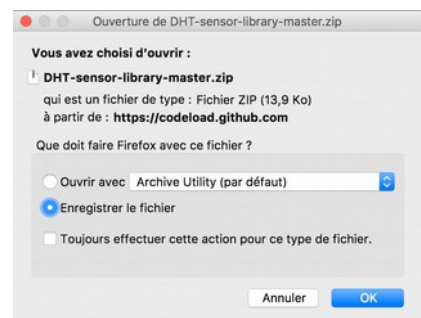 Ouverture de DHT-sensor-library-master.zip
Vous avez choisi d'ouvrir :
DHT-sensor-library-master.zip
qui est un fichier de type : Fichier ZIP (13,9 Ko)
à partir de : https://codeload.github.com
Que doit faire Firefox avec ce fichier ?
Ouvrir avec Archive Utility (par défaut)
Enregistrer le fichier
Toujours effectuer cette action pour ce type de fichier.
Annuler OK